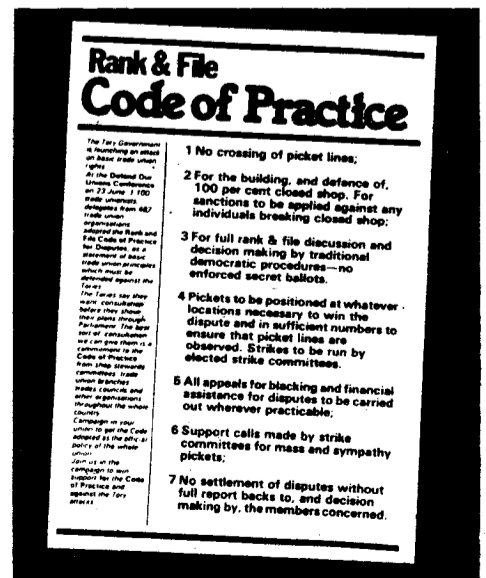 Rank & File
Code of Practice
The Tory Government
is launching an attack
on basic trade union
rights
At the Defend Our
Unions Conference
on 23 June 1 100
trade unionists
delegates from 487
trade union
organisations
adopted the Rank and
File Code of Practice
for Disputes, as a
statement of basic
trade union principles
which must be
defended against the
Tories
The Tories say they
want consultation
before they shove
their plans through
Parliament The best
sort of consultation
we can give them is a
commitment to the
Code of Practice
from shop stewards
committees trade
union branches
trades councils and
other organisations
throughout the whole
country
Campaign in your
union to get the Code
adopted as the official
policy of the whole
union
Join us in the
campaign to win
support for the Code
of Practice and
against the Tory
attacks
1 No crossing of picket lines;
2 For the building, and defence of,
100 per cent closed shop. For
sanctions to be applied against any
individuals breaking closed shop;
3 For full rank & file discussion and
decision making by traditional
democratic procedures—no
enforced secret ballots.
4 Pickets to be positioned at whatever
locations necessary to win the
dispute and in sufficient numbers to
ensure that picket lines are
observed. Strikes to be run by
elected strike committees.
5 All appeals for blacking and financial
assistance for disputes to be carried
out wherever practicable;
6 Support calls made by strike
committees for mass and sympathy
pickets;
7 No settlement of disputes without
full report backs to, and decision
making by, the members concerned.